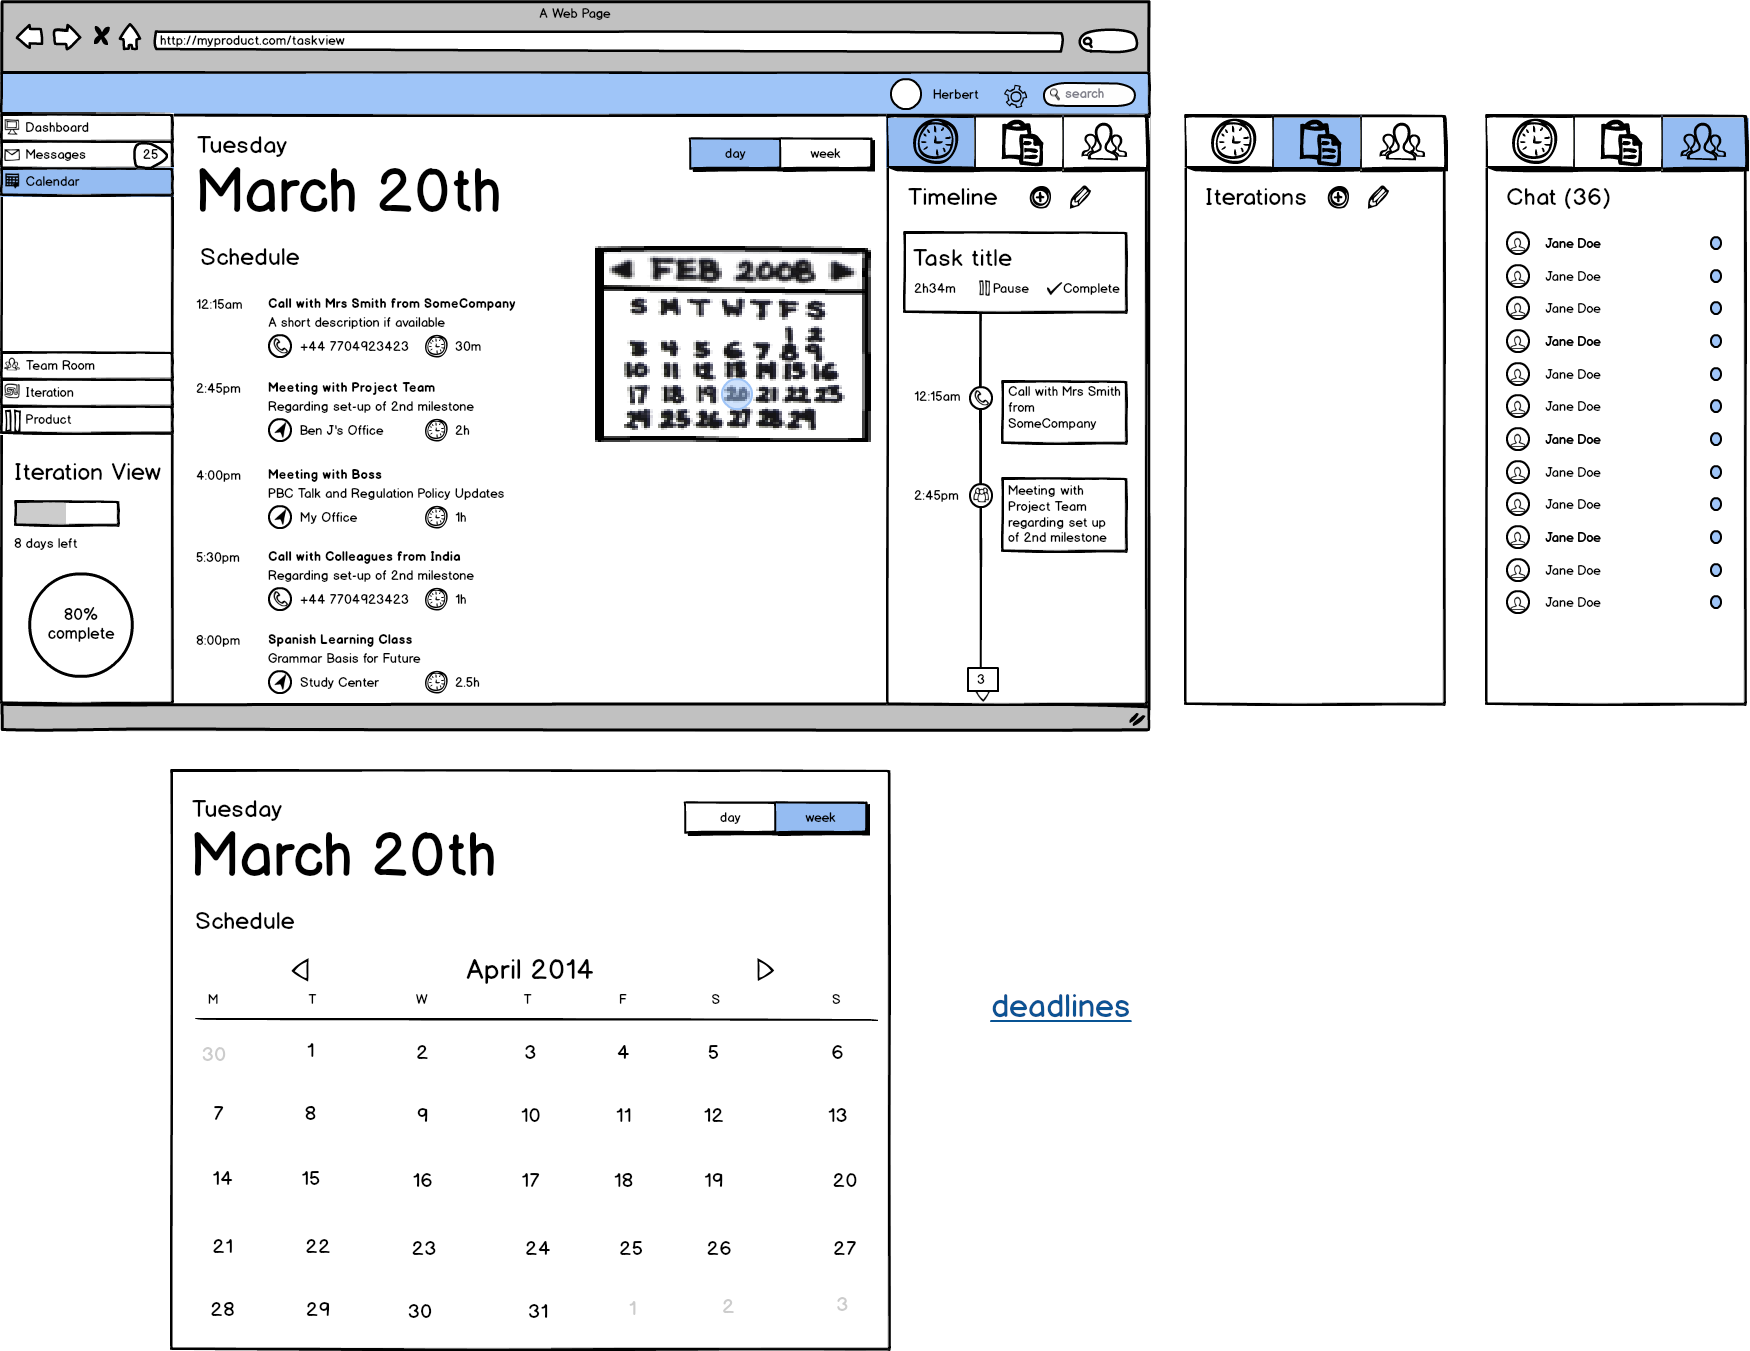 A Web Page
http://myproduct.com/taskview
Herbert
search
Dashboard
Messages
25
Calendar
Team Room
Iteration
Product
Iteration View
8 days left
80%
complete
Tuesday
March 20th
day week
Schedule
12:15am Call with Mrs Smith from SomeCompany
A short description if available
+44 7704923423 30m
2:45pm Meeting with Project Team
Regarding set-up of 2nd milestone
Ben J's Office 2h
4:00pm Meeting with Boss
PBC Talk and Regulation Policy Updates
My Office 1h
5:30pm Call with Colleagues from India
Regarding set-up of 2nd milestone
+44 7704923423 1h
8:00pm Spanish Learning Class
Grammar Basis for Future
Study Center 2.5h
FEB 2008
S M T W T F S
1 2
3 4 5 6 7 8 9
10 11 12 13 14 15 16
17 18 19 20 21 22 23
24 25 26 27 28 29
Timeline
Task title
2h34m Pause Complete
12:15am
Call with Mrs Smith
from
SomeCompany
2:45pm
Meeting with
Project Team
regarding set up
of 2nd milestone
3
Iterations
Chat (36)
Jane Doe
Jane Doe
Jane Doe
Jane Doe
Jane Doe
Jane Doe
Jane Doe
Jane Doe
Jane Doe
Jane Doe
Jane Doe
Jane Doe
Tuesday
March 20th
day week
Schedule
April 2014
M T W T F S S
30 1 2 3 4 5 6
7 8 9 10 11 12 13
14 15 16 17 18 19 20
21 22 23 24 25 26 27
28 29 30 31 1 2 3
deadlines